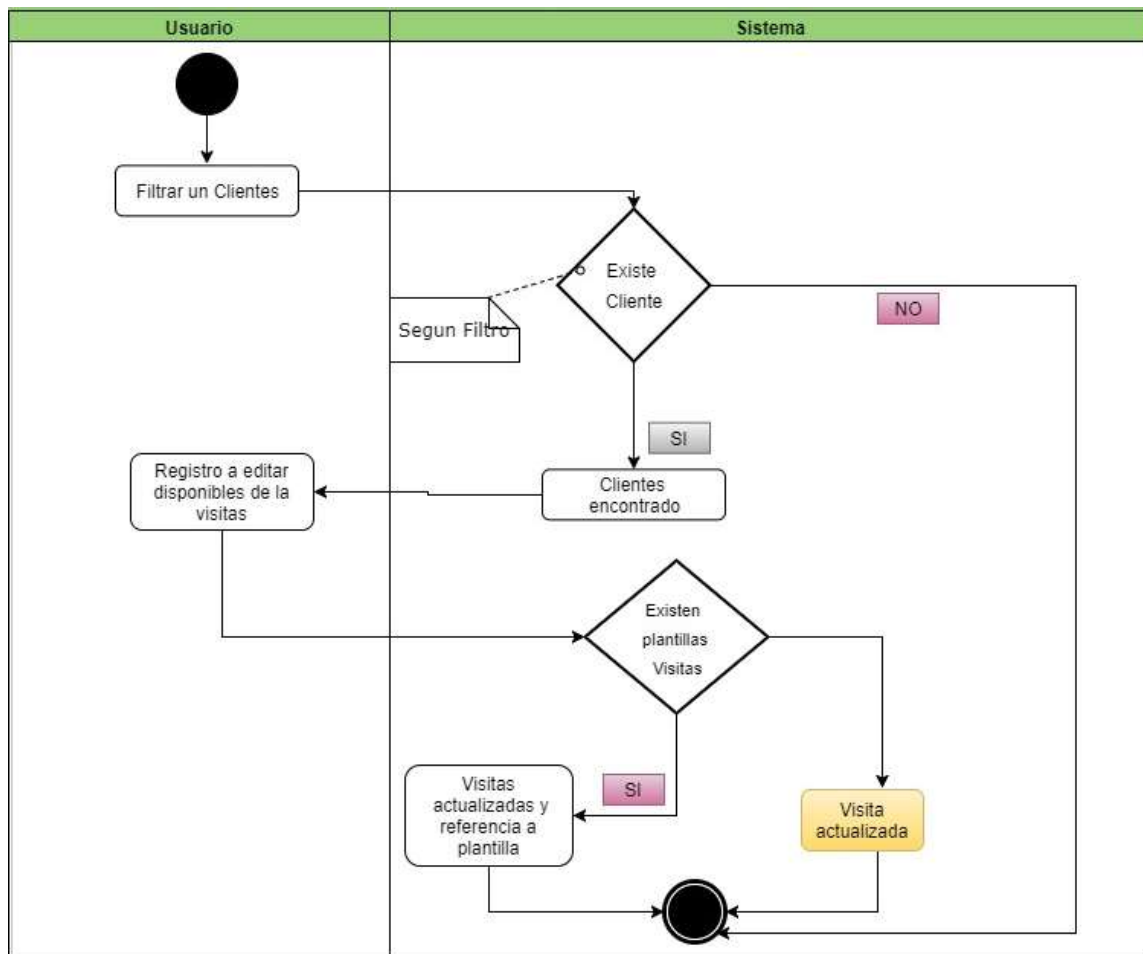 Usuario
Sistema
Filtrar un Clientes
Existe
Cliente
NO
Segun Filtro
SI
Registro a editar
disponibles de la
visitas
Clientes
encontrado
Existen
plantillas
Visitas
Visitas
actualizadas y
referencia a
plantilla
SI
Visita
actualizada